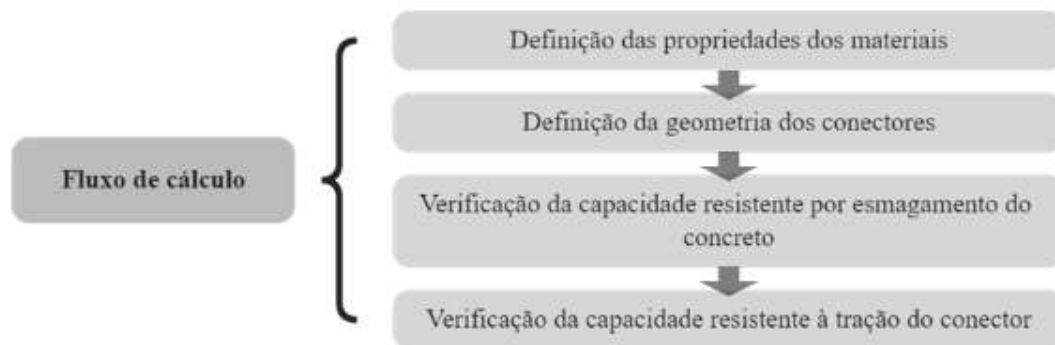 Fluxo de cálculo
Definição das propriedades dos materiais
Definição da geometria dos conectores
Verificação da capacidade resistente por esmagamento do
concreto
Verificação da capacidade resistente à tração do conector